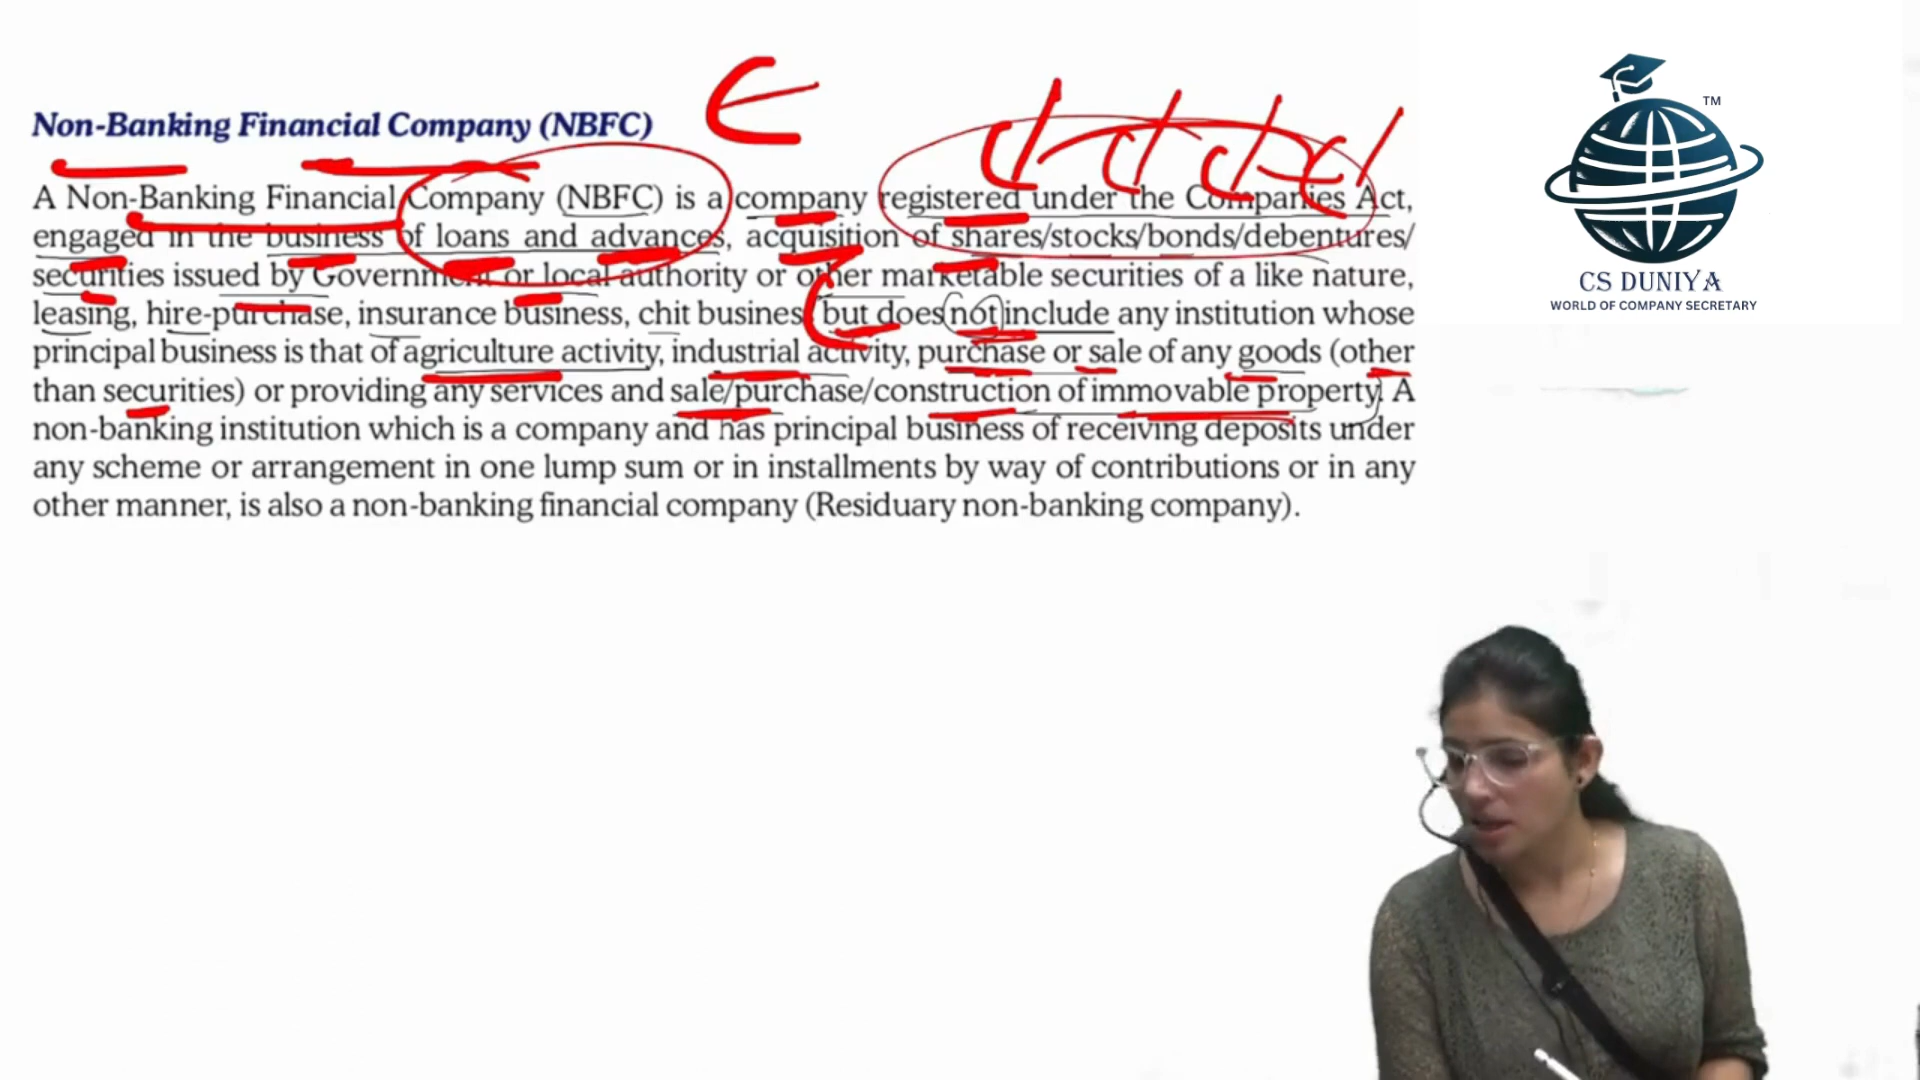 Non-Banking Financial Company (NBFC)
A Non-Banking Financial Company (NBFC) is a company registered under the Companies Act,
engaged in the business of loans and advances, acquisition of shares/stocks/bonds/debentures/
securities issued by Government or local authority or other marketable securities of a like nature,
leasing, hire-purchase, insurance business, chit business but does not include any institution whose
principal business is that of agriculture activity, industrial activity, purchase or sale of any goods (other
than securities) or providing any services and sale/purchase/construction of immovable property. A
non-banking institution which is a company and has principal business of receiving deposits under
any scheme or arrangement in one lump sum or in installments by way of contributions or in any
other manner, is also a non-banking financial company (Residuary non-banking company).
TM
CS DUNIYA
WORLD OF COMPANY SECRETARY